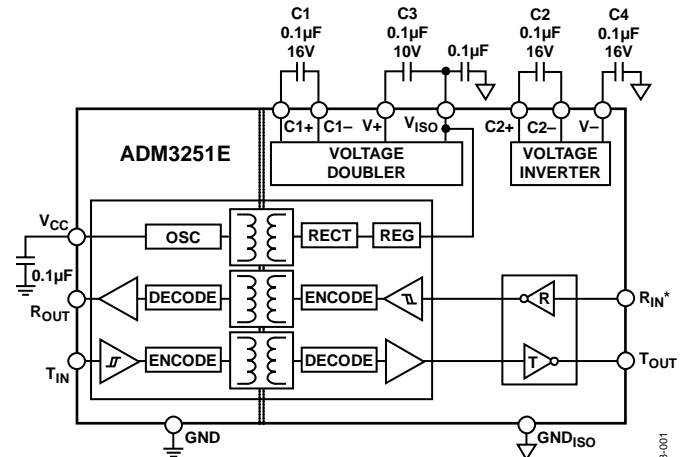 C1
0.1µF
16V
C3
0.1µF
10V
0.1µF
C2
0.1µF
16V
C4
0.1µF
16V
C1+
C1–
V+
VISO
C2+
C2–
V–
ADM3251E
VOLTAGE
DOUBLER
VOLTAGE
INVERTER
VCC
OSC
RECT
REG
0.1µF
ROUT
DECODE
ENCODE
R
RIN*
TIN
ENCODE
DECODE
T
TOUT
GND
GNDISO